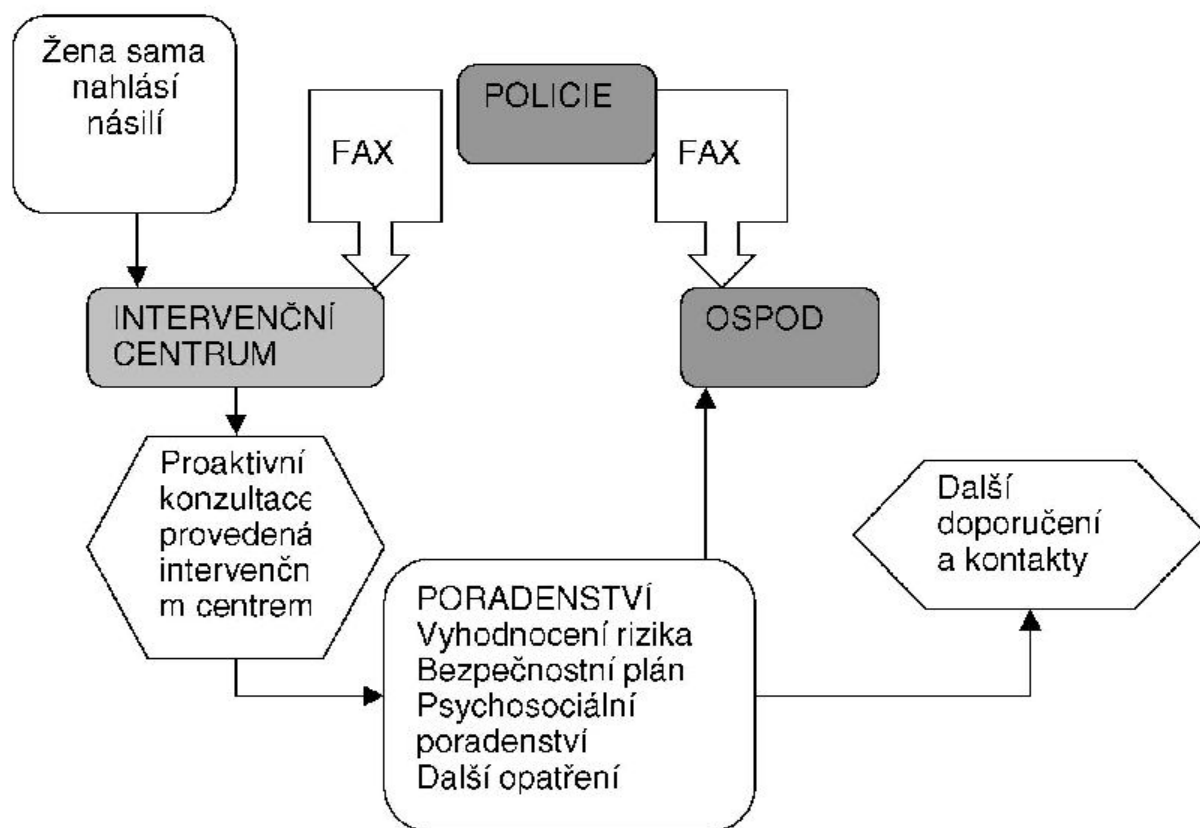 Žena sama
nahlásí
násilí
POLICIE
FAX
FAX
INTERVENČNÍ
CENTRUM
OSPOD
Proaktivní
konzultace
provedená
intervenčn
m centrem
PORADENSTVÍ
Vyhodnocení rizika
Bezpečnostní plán
Psychosociální
poradenství
Další opatření
Další
doporučení
a kontakty